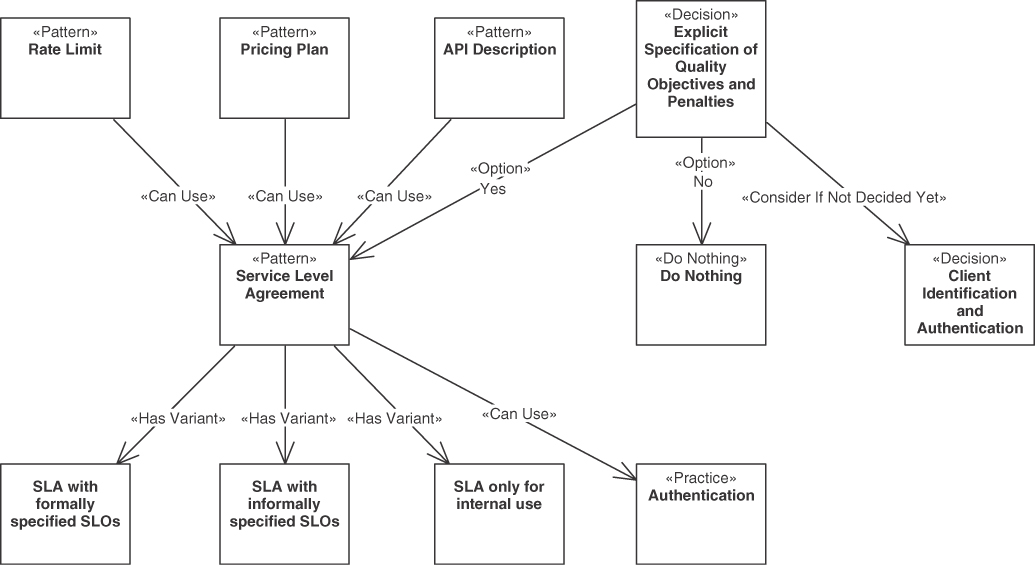 «Pattern»
Rate Limit
«Pattern»
Pricing Plan
«Pattern»
API Description
«Decision»
Explicit
Specification of
Quality
Objectives and
Penalties
«Can Use»
«Can Use»
«Can Use»
«Option»
Yes
«Option»
No
«Consider If Not Decided Yet»
«Pattern»
Service Level
Agreement
«Do Nothing»
Do Nothing
«Decision»
Client
Identification
and
Authentication
«Has Variant»
«Has Variant»
«Has Variant»
«Can Use»
SLA with
formally
specified SLOs
SLA with
informally
specified SLOs
SLA only for
internal use
«Practice»
Authentication